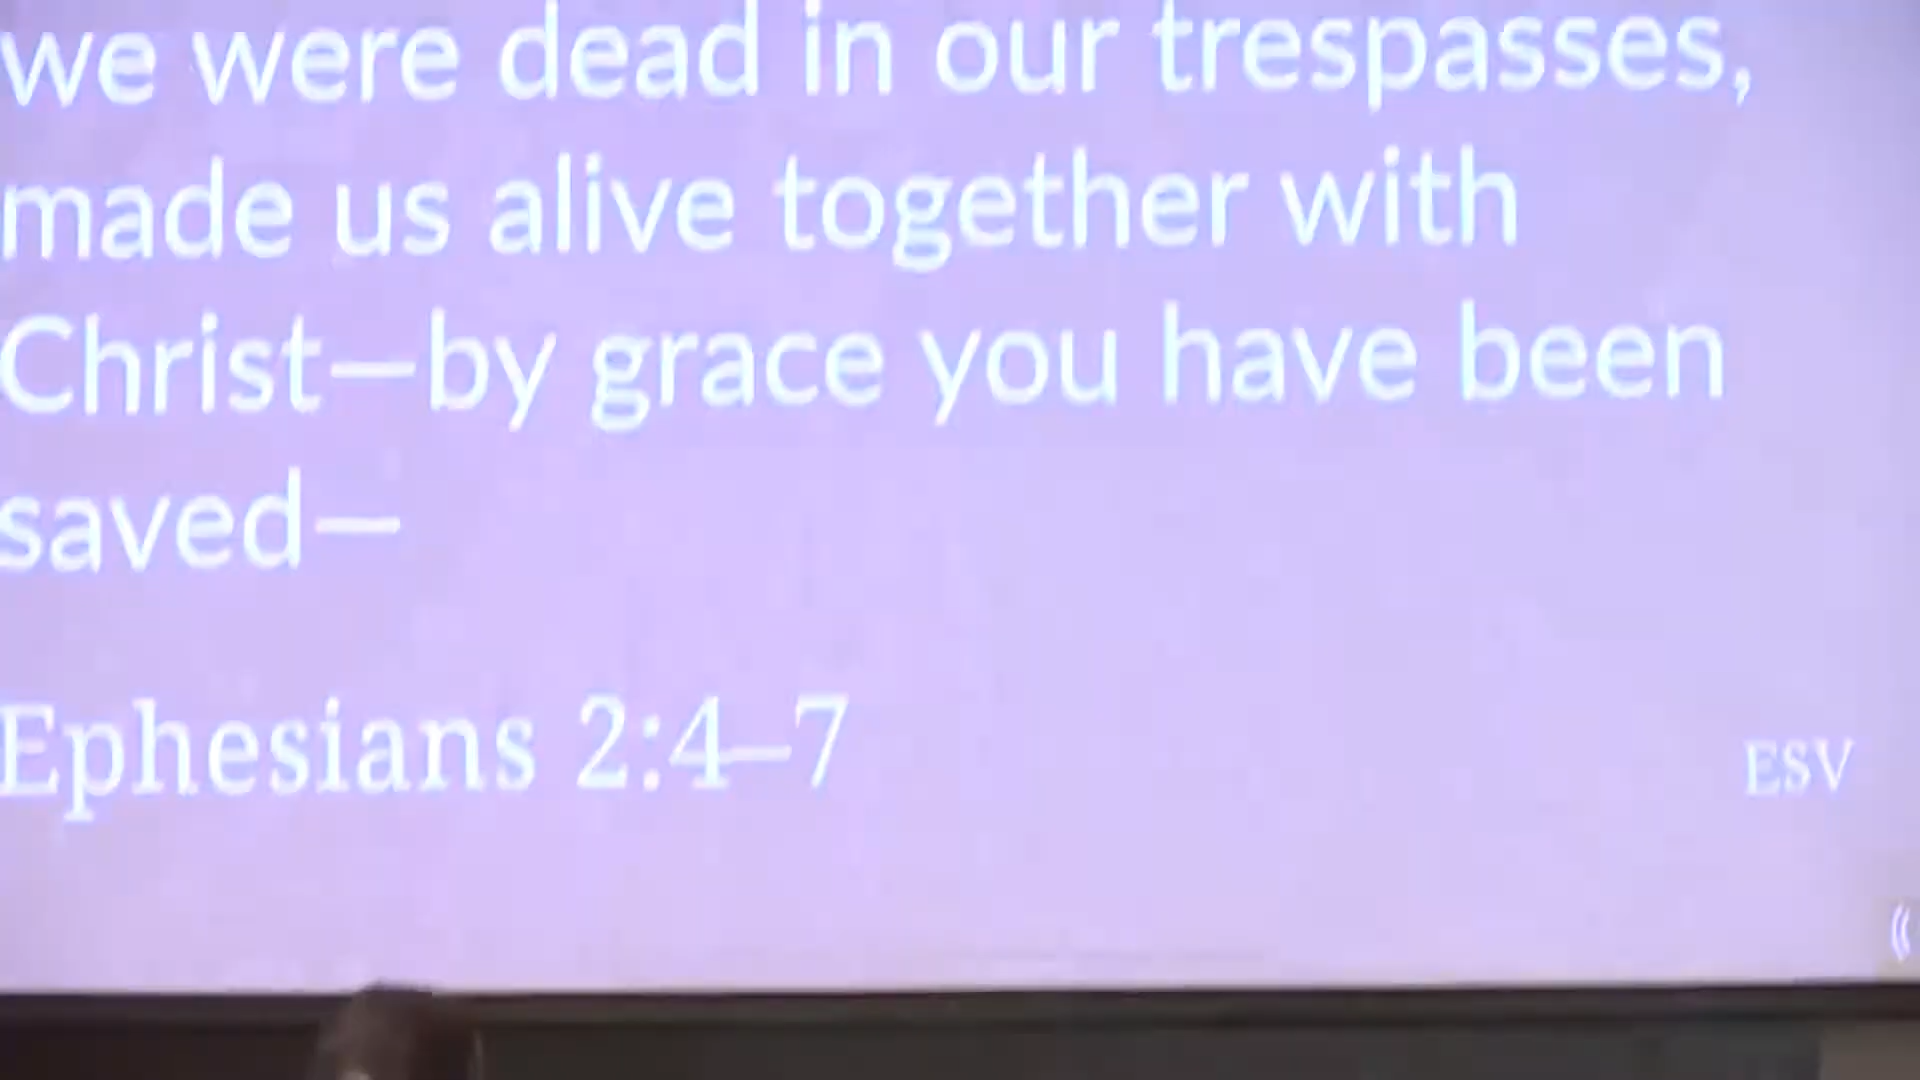 we were dead in our trespasses,
made us alive together with
Christ—by grace you have been
saved—
Ephesians 2:4–7
ESV